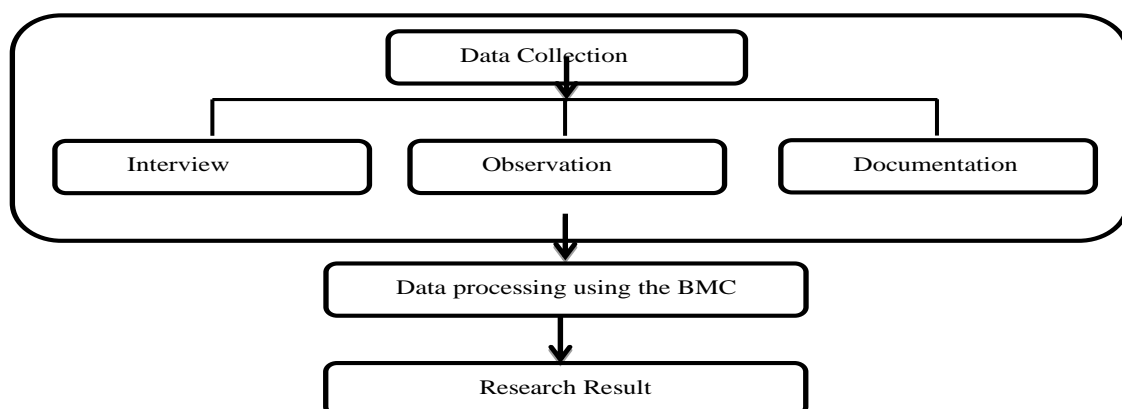 Data Collection
Interview
Observation
Documentation
Data processing using the BMC
Research Result